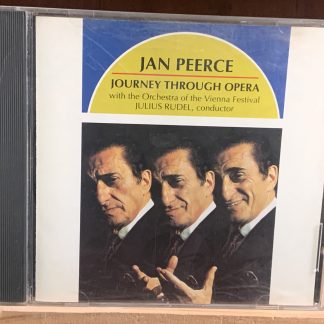 JAN PEERCE
JOURNEY THROUGH OPERA
with the Orchestra of the Vienna Festival
JULIUS RUDEL, conductor